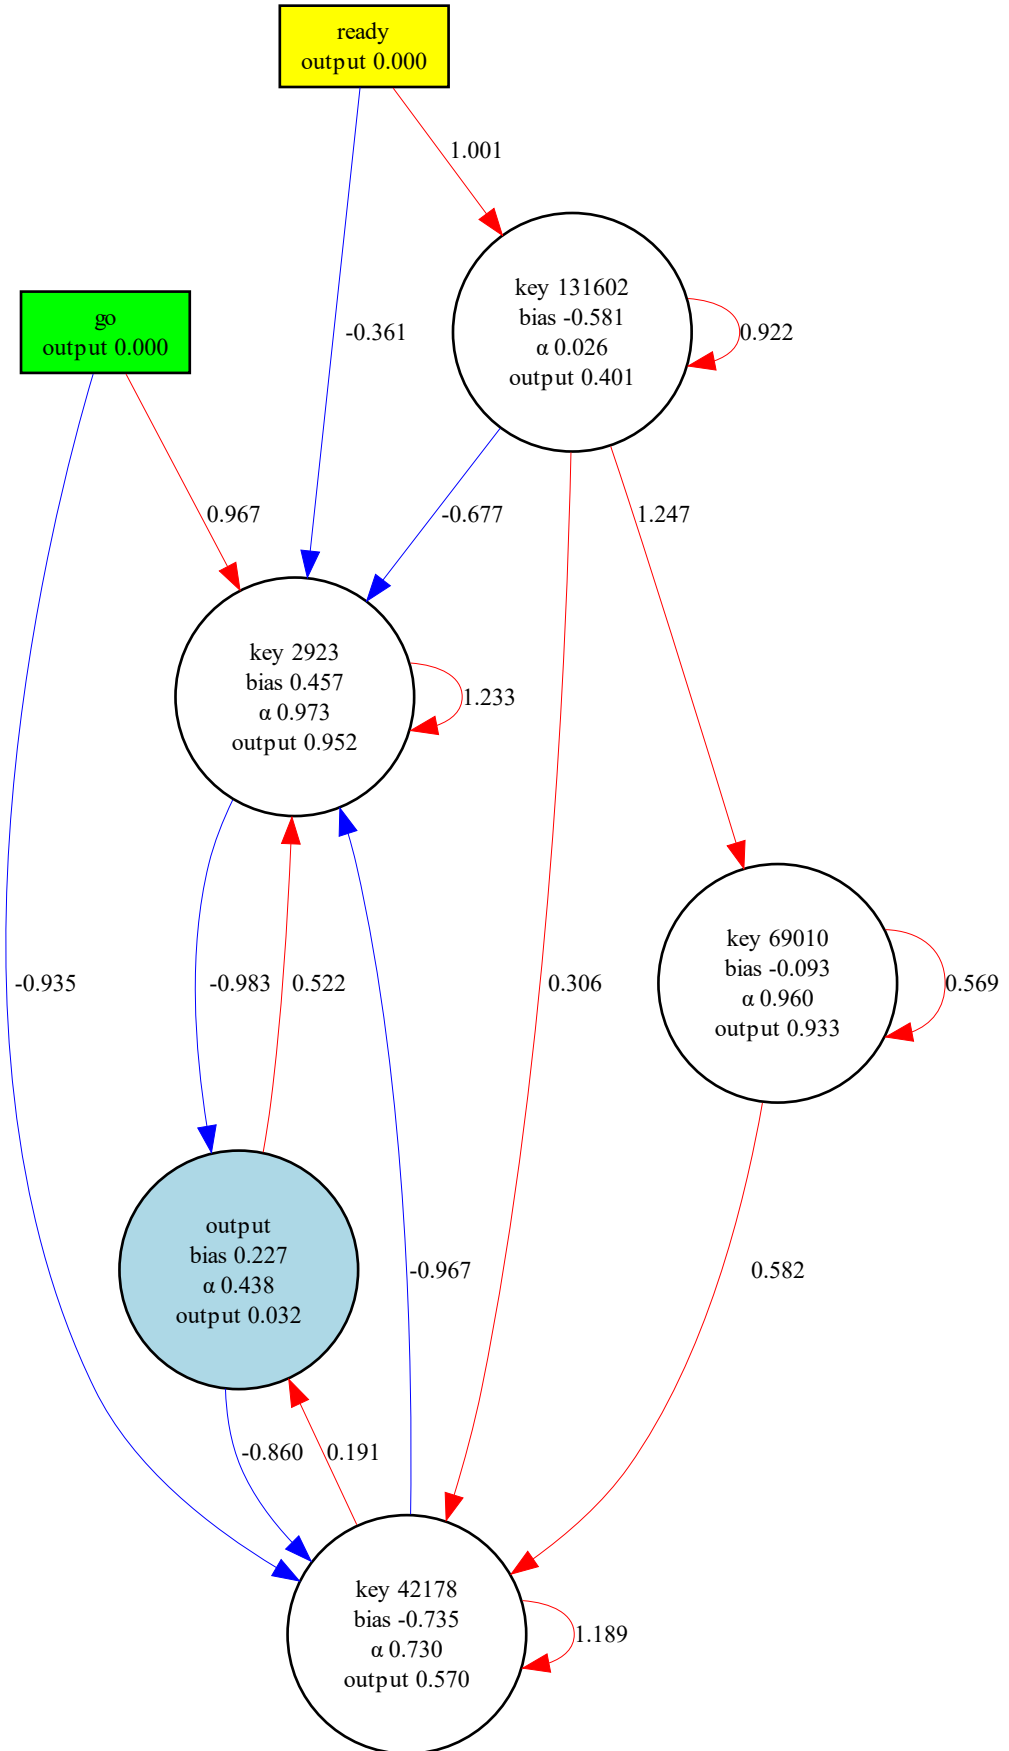 ready
output 0.000
1.001
key 131602
bias -0.581
α 0.026
output 0.401
0.922
go
output 0.000
-0.361
0.967
-0.677
1.247
key 2923
bias 0.457
α 0.973
output 0.952
1.233
key 69010
bias -0.093
α 0.960
output 0.933
0.569
-0.935
-0.983
0.522
0.306
output
bias 0.227
α 0.438
output 0.032
-0.967
0.582
-0.860
0.191
key 42178
bias -0.735
α 0.730
output 0.570
1.189